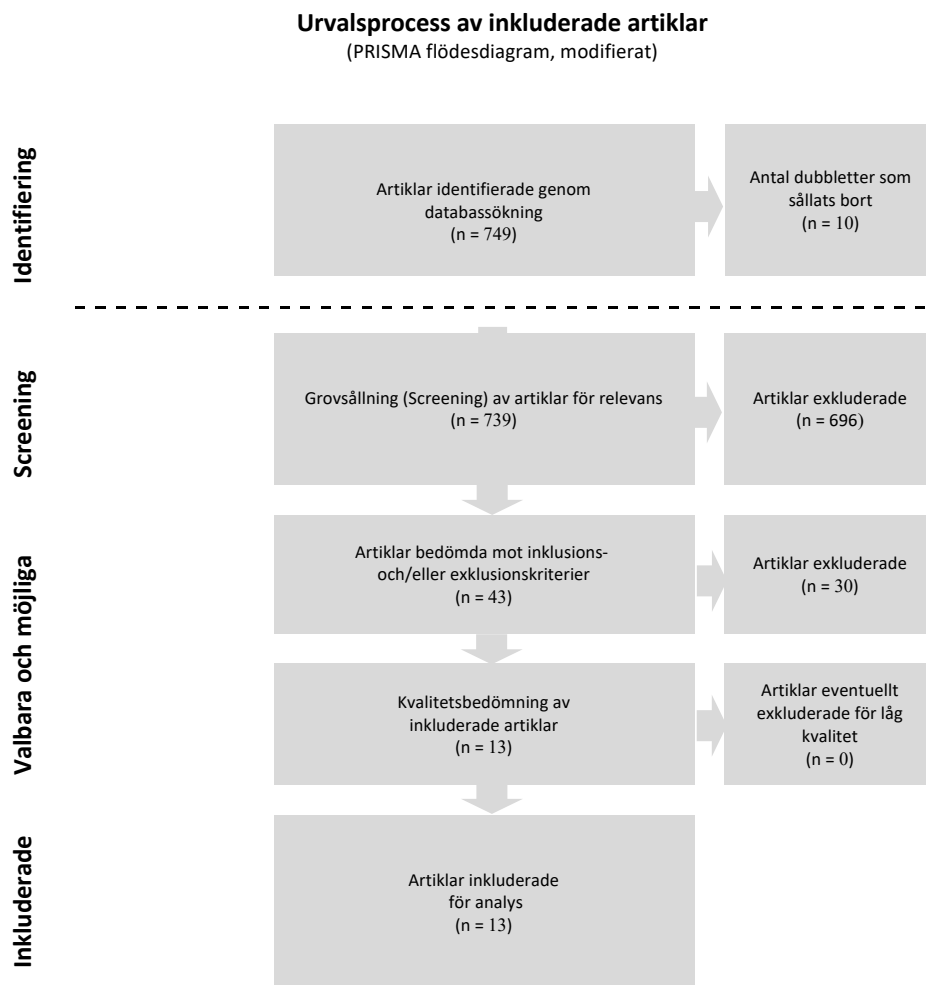 Urvalsprocess av inkluderade artiklar
(PRISMA flödesdiagram, modifierat)
Identifiering
Artiklar identifierade genom
databassökning
(n = 749)
Antal dubbletter som
sållats bort
(n = 10)
Screening
Grovsållning (Screening) av artiklar för relevans
(n = 739)
Artiklar exkluderade
(n = 696)
Valbara och möjliga
Artiklar bedömda mot inklusions-
och/eller exklusionskriterier
(n = 43)
Artiklar exkluderade
(n = 30)
Kvalitetsbedömning av
inkluderade artiklar
(n = 13)
Artiklar eventuellt
exkluderade för låg
kvalitet
(n = 0)
Inkluderade
Artiklar inkluderade
för analys
(n = 13)